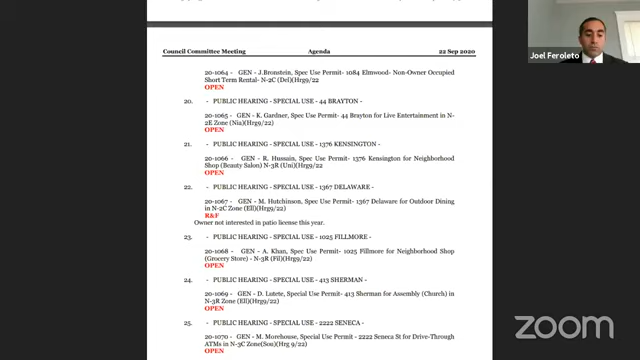 Council Committee Meeting Agenda 22 Sep 2020
20-1064 - GEN - J.Bronstein, Spec Use Permit- 1084 Elmwood- Non-Owner Occupied
Short Term Rental- N-2C (Del)(Hrg9/22
OPEN
20. - PUBLIC HEARING - SPECIAL USE - 44 BRAYTON -
20-1065 - GEN - K. Gardner, Spec Use Permit- 44 Brayton for Live Entertainment in N-
2E Zone (Nia)(Hrg9/22)
OPEN
21. - PUBLIC HEARING - SPECIAL USE - 1376 KENSINGTON -
20-1066 - GEN - R. Hussain, Spec Use Permit- 1376 Kensington for Neighborhood
Shop (Beauty Salon) N-3R (Uni)(Hrg9/22
OPEN
22. - PUBLIC HEARING - SPECIAL USE - 1367 DELAWARE -
20-1067 - GEN - M. Hutchinson, Spec Use Permit- 1367 Delaware for Outdoor Dining
in N-2C Zone (Ell)(Hrg9/22)
R&F
Owner not interested in patio license this year.
23. - PUBLIC HEARING - SPECIAL USE - 1025 FILLMORE -
20-1068 - GEN - A. Khan, Spec Use Permit- 1025 Fillmore for Neighborhood Shop
(Grocery Store) - N-3R (Fil)(Hrg9/22)
OPEN
24. - PUBLIC HEARING - SPECIAL USE - 413 SHERMAN -
20-1069 - GEN - D. Lutete, Special Use Permit- 413 Sherman for Assembly (Church) in
N-3R Zone (Ell)(Hrg9/22)
OPEN
25. - PUBLIC HEARING - SPECIAL USE - 2222 SENECA -
20-1070 - GEN - M. Morehouse, Spec Use Permit- 2222 Seneca St for Drive-Through
ATMs in N-3C Zone(Sou)(Hrg 9/22)
OPEN
Joel Feroleto
zoom